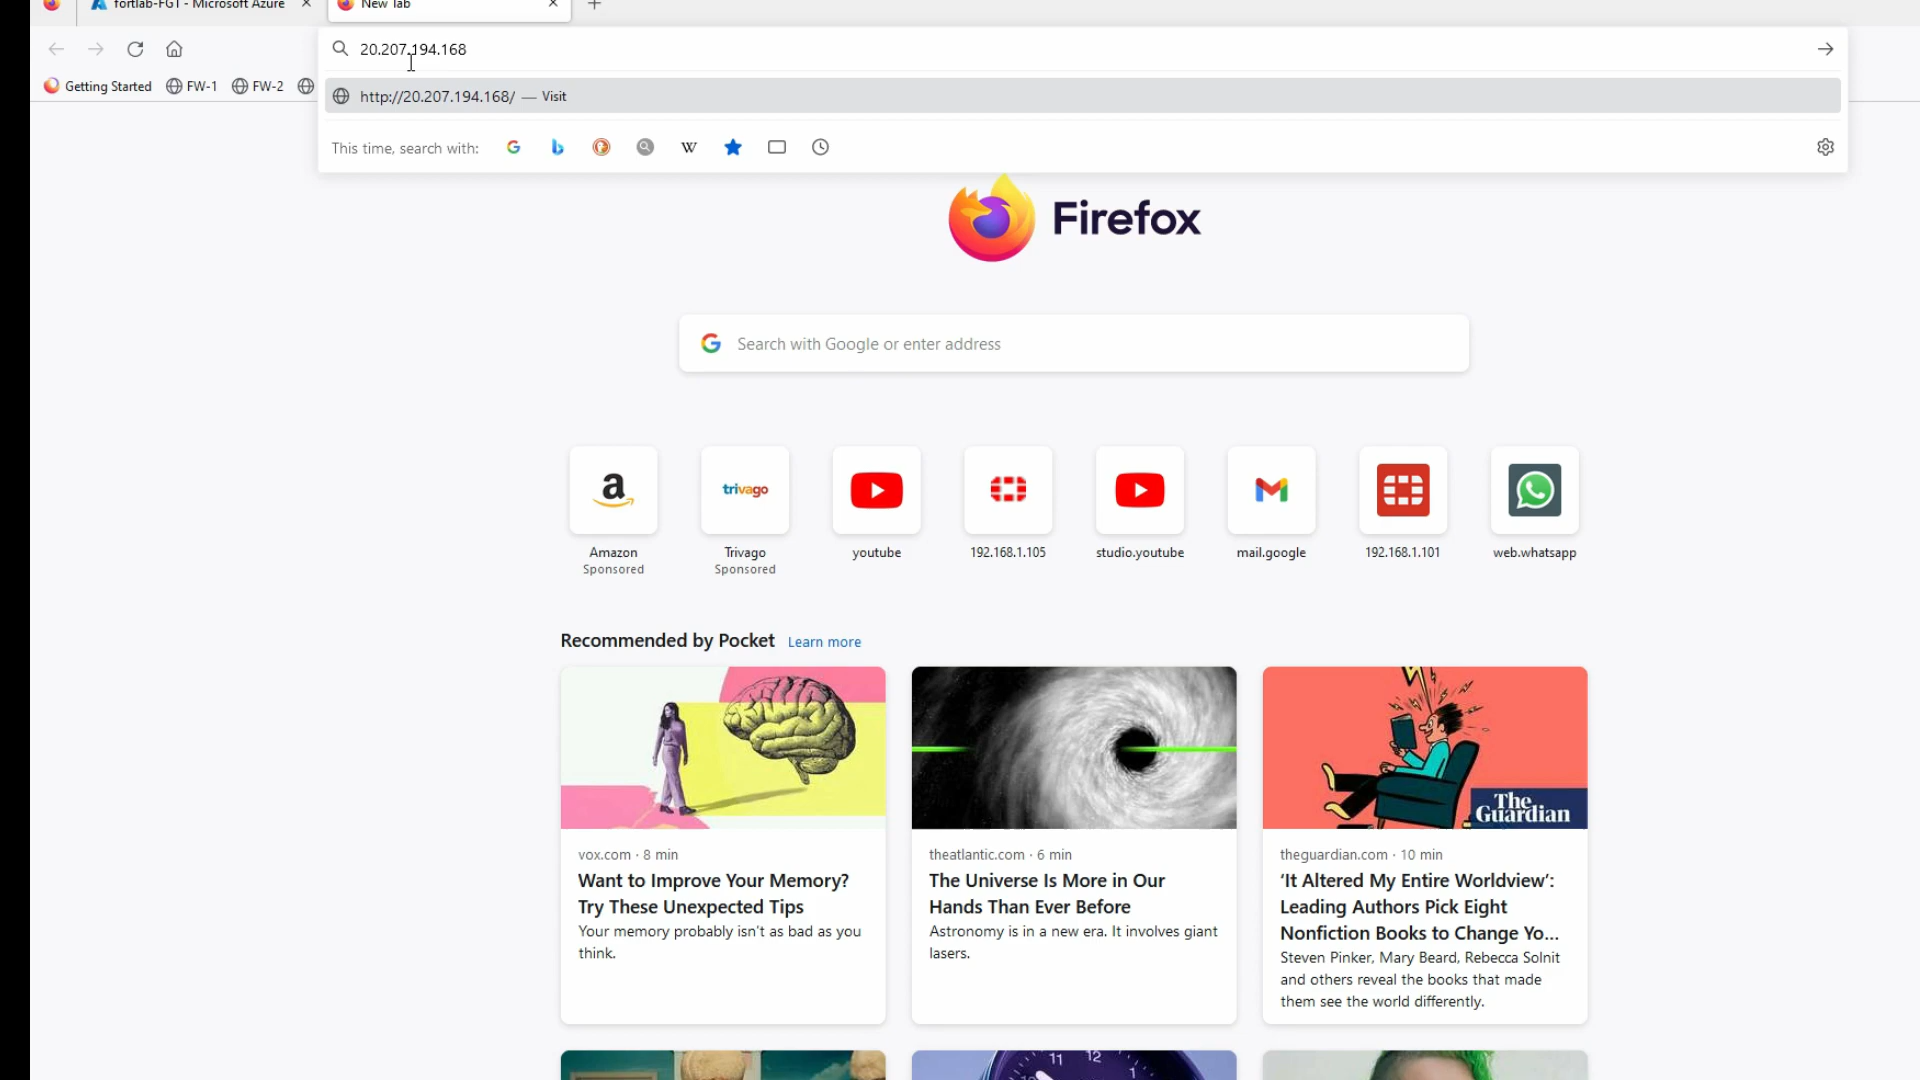 fortlab-FGT - Microsoft Azure
New Tab
20.207.194.168
Getting Started
FW-1
FW-2
http://20.207.194.168/ — Visit
This time, search with:
Firefox
Search with Google or enter address
trivago
Amazon
Sponsored
Trivago
Sponsored
youtube
192.168.1.105
studio.youtube
mail.google
192.168.1.101
web.whatsapp
Recommended by Pocket
Learn more
The
Guardian
vox.com · 8 min
Want to Improve Your Memory?
Try These Unexpected Tips
Your memory probably isn't as bad as you
think.
theatlantic.com · 6 min
The Universe Is More in Our
Hands Than Ever Before
Astronomy is in a new era. It involves giant
lasers.
theguardian.com · 10 min
‘It Altered My Entire Worldview’:
Leading Authors Pick Eight
Nonfiction Books to Change Yo...
Steven Pinker, Mary Beard, Rebecca Solnit
and others reveal the books that made
them see the world differently.
11 12
1